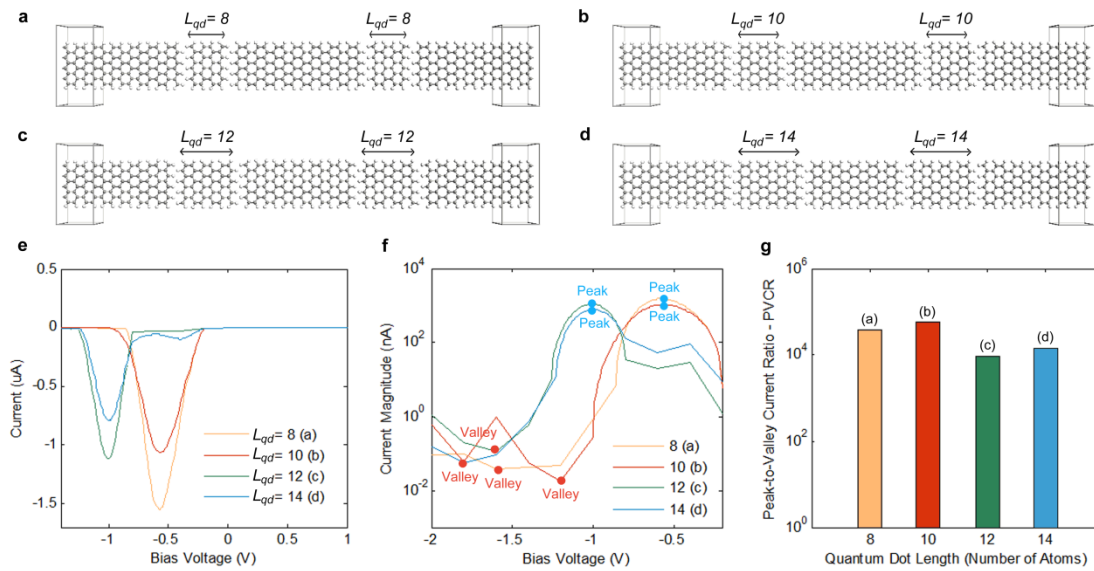 a
L_qd = 8
L_qd = 8
b
L_qd = 10
L_qd = 10
c
L_qd = 12
L_qd = 12
d
L_qd = 14
L_qd = 14
e
0.5
0
-0.5
-1
-1.5
Current (uA)
-1
-0.5
0
0.5
1
Bias Voltage (V)
L_qd = 8 (a)
L_qd = 10 (b)
L_qd = 12 (c)
L_qd = 14 (d)
f
10^4
10^2
10^0
10^-2
Current Magnitude (nA)
Peak
Peak
Peak
Peak
Valley
Valley
Valley
Valley
8 (a)
10 (b)
12 (c)
14 (d)
-2
-1.5
-1
-0.5
Bias Voltage (V)
g
10^6
10^4
10^2
10^0
Peak-to-Valley Current Ratio - PVCR
(a)
(b)
(c)
(d)
8
10
12
14
Quantum Dot Length (Number of Atoms)